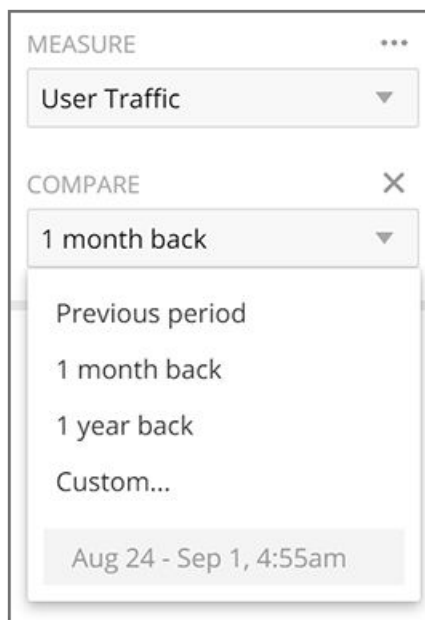 MEASURE
User Traffic
COMPARE
1 month back
Previous period
1 month back
1 year back
Custom...
Aug 24 - Sep 1, 4:55am